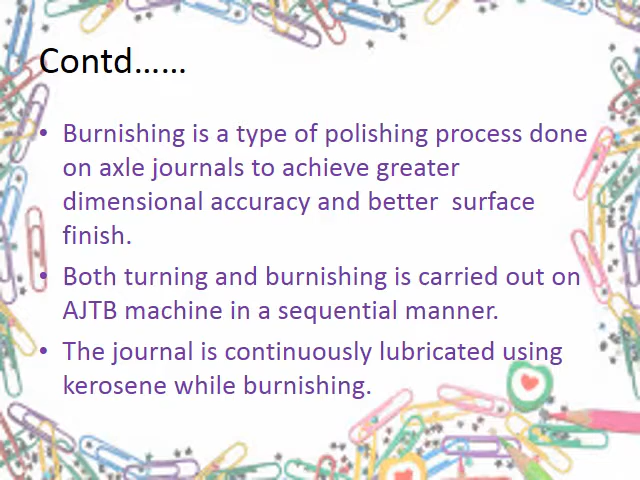 Contd……
• Burnishing is a type of polishing process done
on axle journals to achieve greater
dimensional accuracy and better  surface
finish.
• Both turning and burnishing is carried out on
AJTB machine in a sequential manner.
• The journal is continuously lubricated using
kerosene while burnishing.